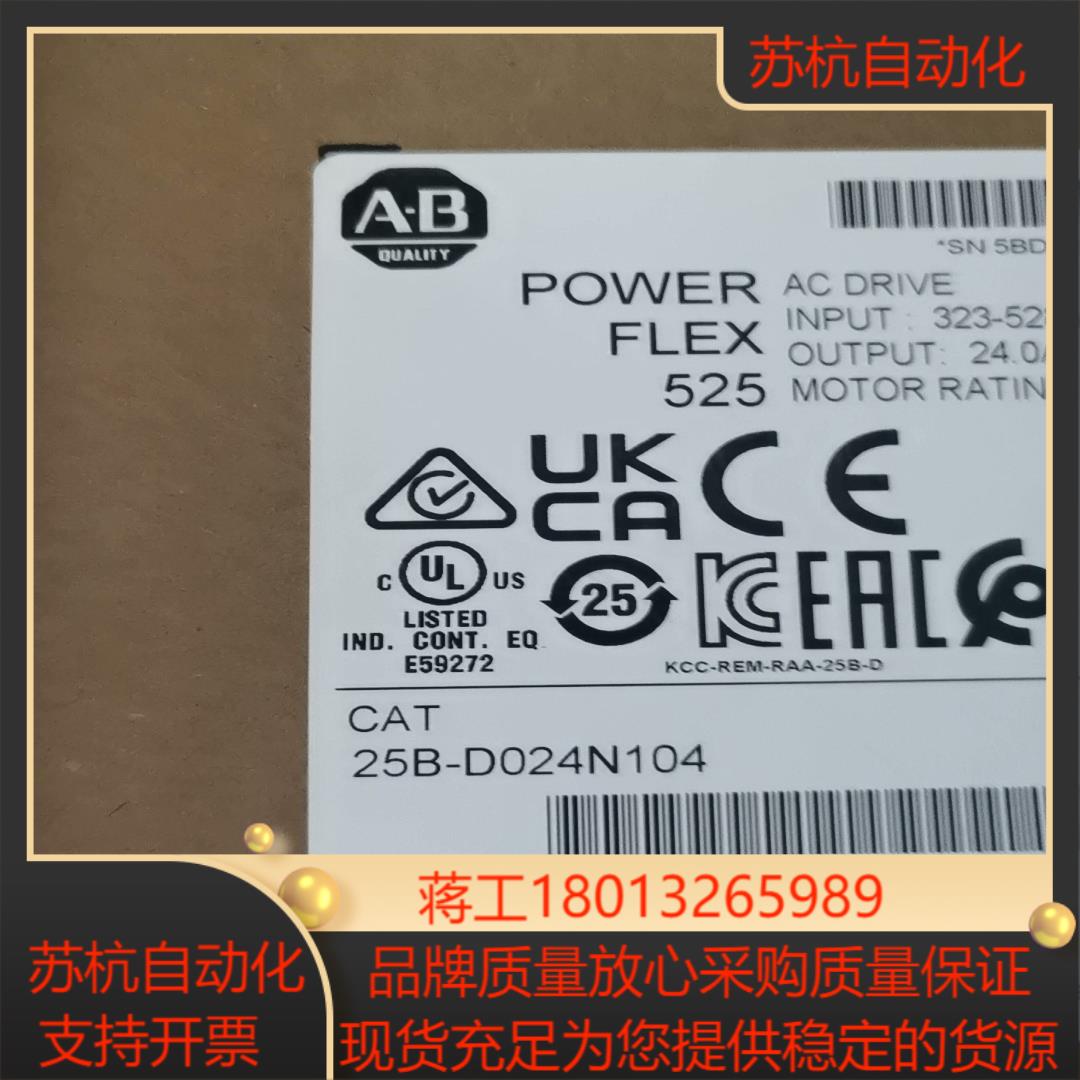 苏杭自动化
A-B
QUALITY
*SN 5BD
POWER
FLEX
525
AC DRIVE
INPUT : 323-52
OUTPUT: 24.0
MOTOR RATIN
UK
CA
CE
C UL US
LISTED
IND. CONT. EQ
E59272
25
KC
EAC
KCC-REM-RAA-25B-D
CAT
25B-D024N104
蒋工18013265989
苏杭自动化
支持开票
品牌质量放心采购质量保证
现货充足为您提供稳定的货源